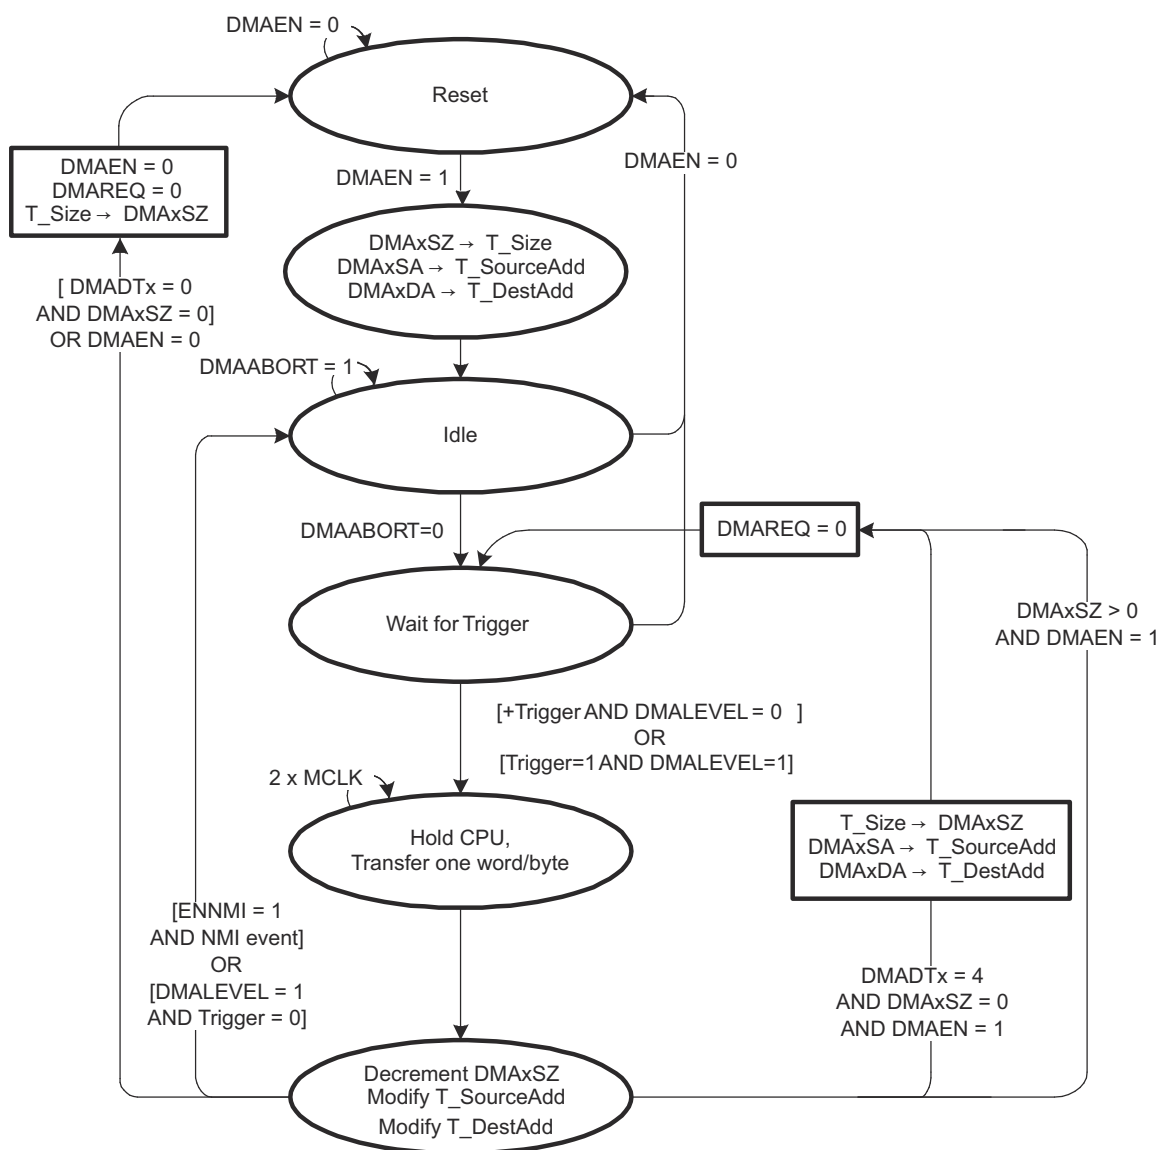 DMAEN = 0
Reset
DMAEN = 0
DMAREQ = 0
T_Size → DMAxSZ
DMAEN = 1
DMAEN = 0
DMAxSZ → T_Size
DMAxSA → T_SourceAdd
DMAxDA → T_DestAdd
[ DMADTx = 0
AND DMAxSZ = 0]
OR DMAEN = 0
DMAABORT = 1
Idle
DMAABORT=0
DMAREQ = 0
Wait for Trigger
DMAxSZ > 0
AND DMAEN = 1
[+Trigger AND DMALEVEL = 0 ]
OR
[Trigger=1 AND DMALEVEL=1]
2 x MCLK
Hold CPU,
Transfer one word/byte
T_Size → DMAxSZ
DMAxSA → T_SourceAdd
DMAxDA → T_DestAdd
[ENNMI = 1
AND NMI event]
OR
[DMALEVEL = 1
AND Trigger = 0]
DMADTx = 4
AND DMAxSZ = 0
AND DMAEN = 1
Decrement DMAxSZ
Modify T_SourceAdd
Modify T_DestAdd